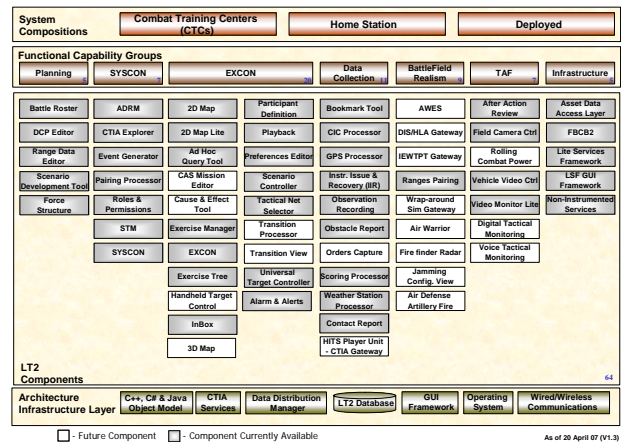 System
Compositions
Combat Training Centers
(CTCs)
Home Station
Deployed
Functional Capability Groups
Planning 5
SYSCON 7
EXCON 20
Data
Collection 11
BattleField
Realism 9
TAF 7
Infrastructure 5
Battle Roster
ADRM
2D Map
Participant
Definition
Bookmark Tool
AWES
After Action
Review
Asset Data
Access Layer
DCP Editor
CTIA Explorer
2D Map Lite
Playback
CIC Processor
DIS/HLA Gateway
Field Camera Ctrl
FBCB2
Range Data
Editor
Event Generator
Ad Hoc
Query Tool
Preferences Editor
GPS Processor
IEWTPT Gateway
Rolling
Combat Power
Lite Services
Framework
Scenario
Development Tool
Pairing Processor
CAS Mission
Editor
Scenario
Controller
Instr. Issue &
Recovery (IIR)
Ranges Pairing
Vehicle Video Ctrl
LSF GUI
Framework
Force
Structure
Roles &
Permissions
Cause & Effect
Tool
Tactical Net
Selector
Observation
Recording
Wrap-around
Sim Gateway
Video Monitor Lite
Non-Instrumented
Services
STM
Exercise Manager
Transition
Processor
Obstacle Report
Air Warrior
Digital Tactical
Monitoring
SYSCON
EXCON
Transition View
Orders Capture
Fire finder Radar
Voice Tactical
Monitoring
Exercise Tree
Universal
Target Controller
Scoring Processor
Jamming
Config. View
Handheld Target
Control
Alarm & Alerts
Weather Station
Processor
Air Defense
Artillery Fire
InBox
Contact Report
3D Map
HITS Player Unit
- CTIA Gateway
LT2
Components
64
Architecture
Infrastructure Layer
C++, C# & Java
Object Model
CTIA
Services
Data Distribution
Manager
LT2 Database
GUI
Framework
Operating
System
Wired/Wireless
Communications
- Future Component
- Component Currently Available
As of 20 April 07 (V1.3)